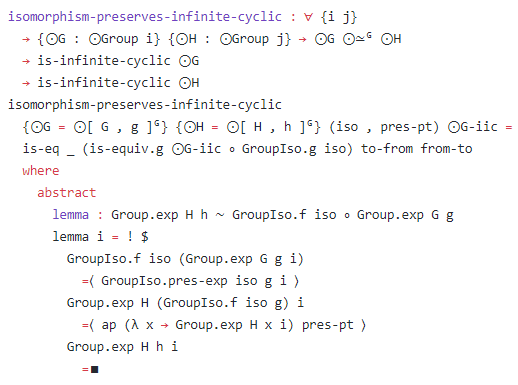 isomorphism-preserves-infinite-cyclic : ∀ {i j}
→ {⊙G : ⊙Group i} {⊙H : ⊙Group j} → ⊙G ⊙≃ᴳ ⊙H
→ is-infinite-cyclic ⊙G
→ is-infinite-cyclic ⊙H
isomorphism-preserves-infinite-cyclic
{⊙G = ⊙[ G , g ]ᴳ} {⊙H = ⊙[ H , h ]ᴳ} (iso , pres-pt) ⊙G-iic =
is-eq _ (is-equiv.g ⊙G-iic ∘ GroupIso.g iso) to-from from-to
where
abstract
lemma : Group.exp H h ∼ GroupIso.f iso ∘ Group.exp G g
lemma i = ! $
GroupIso.f iso (Group.exp G g i)
=⟨ GroupIso.pres-exp iso g i ⟩
Group.exp H (GroupIso.f iso g) i
=⟨ ap (λ x → Group.exp H x i) pres-pt ⟩
Group.exp H h i
=∎